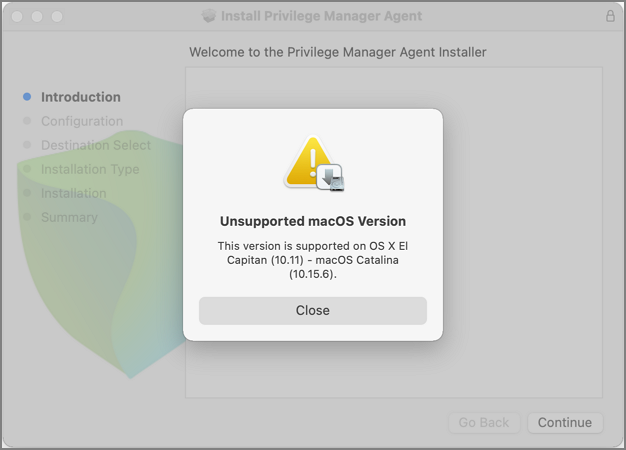 Install Privilege Manager Agent
Welcome to the Privilege Manager Agent Installer
Introduction
Configuration
Destination Select
Installation Type
Installation
Summary
Unsupported macOS Version
This version is supported on OS X El
Capitan (10.11) - macOS Catalina
(10.15.6).
Close
Go Back
Continue